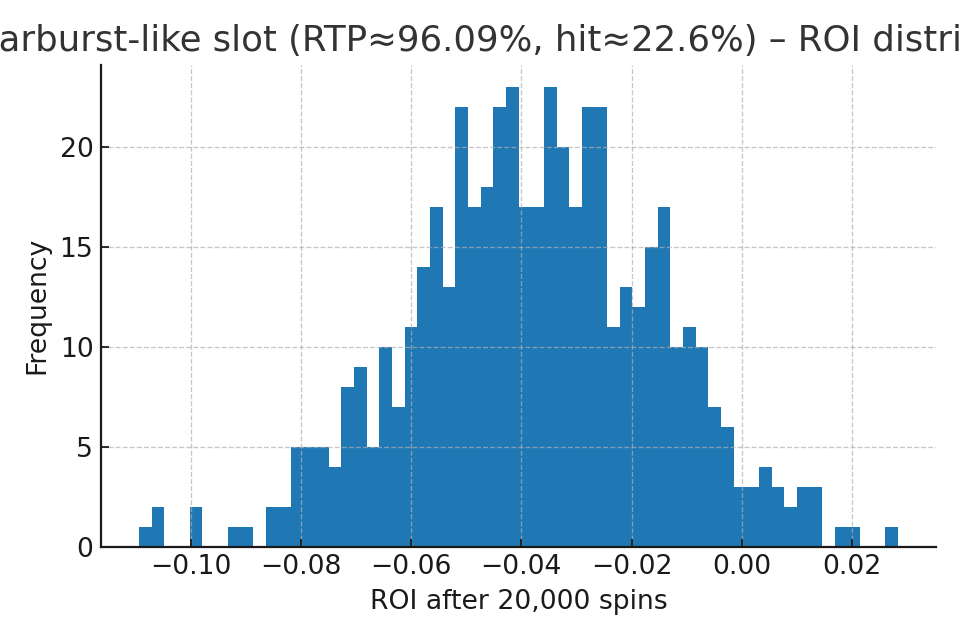 arburst-like slot (RTP≈96.09%, hit≈22.6%) – ROI distri
20
15
10
5
0
Frequency
−0.10 −0.08 −0.06 −0.04 −0.02 0.00 0.02
ROI after 20,000 spins